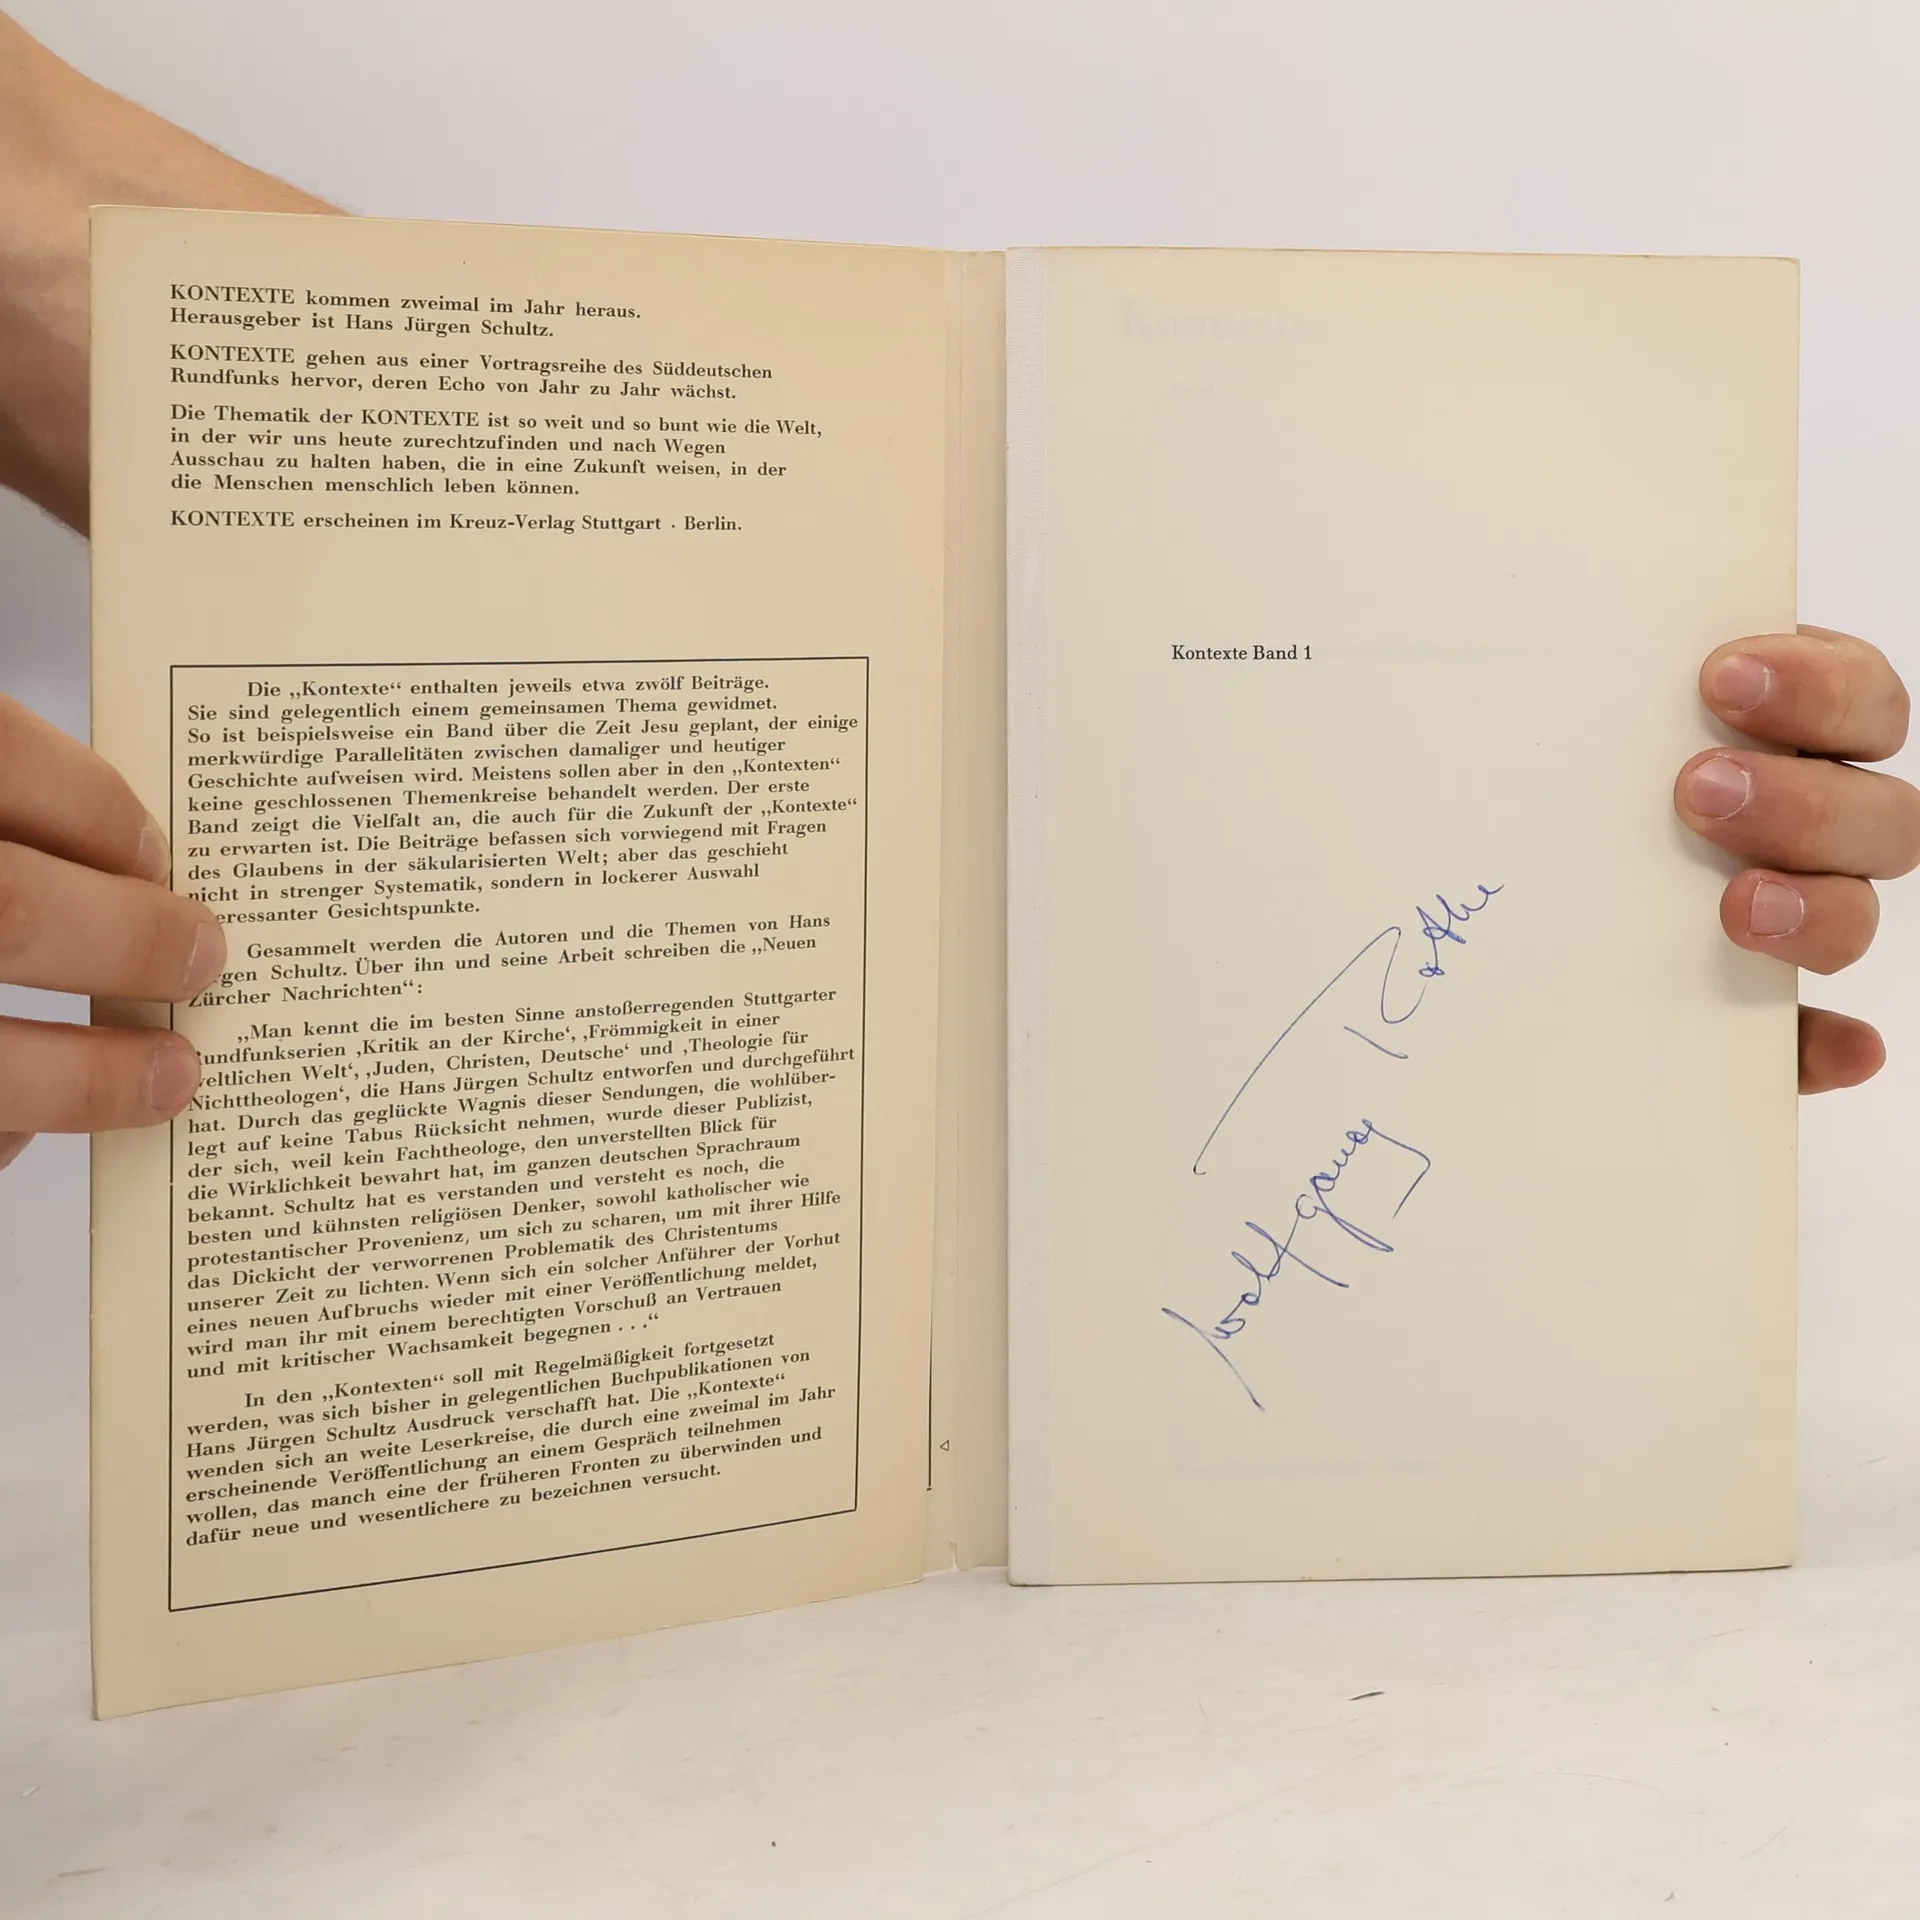 KONTEXTE kommen zweimal im Jahr heraus.
Herausgeber ist Hans Jürgen Schultz.
KONTEXTE gehen aus einer Vortragsreihe des Süddeutschen
Rundfunks hervor, deren Echo von Jahr zu Jahr wächst.
Die Thematik der KONTEXTE ist so weit und so bunt wie die Welt,
in der wir uns heute zurechtzufinden und nach Wegen
Ausschau zu halten haben, die in eine Zukunft weisen, in der
die Menschen menschlich leben können.
KONTEXTE erscheinen im Kreuz-Verlag Stuttgart · Berlin.
Die „Kontexte“ enthalten jeweils etwa zwölf Beiträge.
Sie sind gelegentlich einem gemeinsamen Thema gewidmet.
So ist beispielsweise ein Band über die Zeit Jesu geplant, der einige
merkwürdige Parallelitäten zwischen damaliger und heutiger
Geschichte aufweisen wird. Meistens sollen aber in den „Kontexten“
keine geschlossenen Themenkreise behandelt werden. Der erste
Band zeigt die Vielfalt an, die auch für die Zukunft der „Kontexte“
zu erwarten ist. Die Beiträge befassen sich vorwiegend mit Fragen
des Glaubens in der säkularisierten Welt; aber das geschieht
nicht in strenger Systematik, sondern in lockerer Auswahl
eressanter Gesichtspunkte.
Gesammelt werden die Autoren und die Themen von Hans
rgen Schultz. Über ihn und seine Arbeit schreiben die „Neuen
Zürcher Nachrichten“:
„Man kennt die im besten Sinne anstoßerregenden Stuttgarter
undfunkserien ‚Kritik an der Kirche‘, ‚Frömmigkeit in einer
weltlichen Welt‘, ‚Juden, Christen, Deutsche‘ und ‚Theologie für
Nichttheologen‘, die Hans Jürgen Schultz entworfen und durchgeführt
hat. Durch das geglückte Wagnis dieser Sendungen, die wohlüber-
legt auf keine Tabus Rücksicht nehmen, wurde dieser Publizist,
der sich, weil kein Fachtheologe, den unverstellten Blick für
die Wirklichkeit bewahrt hat, im ganzen deutschen Sprachraum
bekannt. Schultz hat es verstanden und versteht es noch, die
besten und kühnsten religiösen Denker, sowohl katholischer wie
protestantischer Provenienz, um sich zu scharen, um mit ihrer Hilfe
das Dickicht der verworrenen Problematik des Christentums
unserer Zeit zu lichten. Wenn sich ein solcher Anführer der Vorhut
eines neuen Aufbruchs wieder mit einer Veröffentlichung meldet,
wird man ihr mit einem berechtigten Vorschuß an Vertrauen
und mit kritischer Wachsamkeit begegnen . . .“
In den „Kontexten“ soll mit Regelmäßigkeit fortgesetzt
werden, was sich bisher in gelegentlichen Buchpublikationen von
Hans Jürgen Schultz Ausdruck verschafft hat. Die „Kontexte“
wenden sich an weite Leserkreise, die durch eine zweimal im Jahr
erscheinende Veröffentlichung an einem Gespräch teilnehmen
wollen, das manch eine der früheren Fronten zu überwinden und
dafür neue und wesentlichere zu bezeichnen versucht.
Kontexte Band 1
Wolfgang Rothe